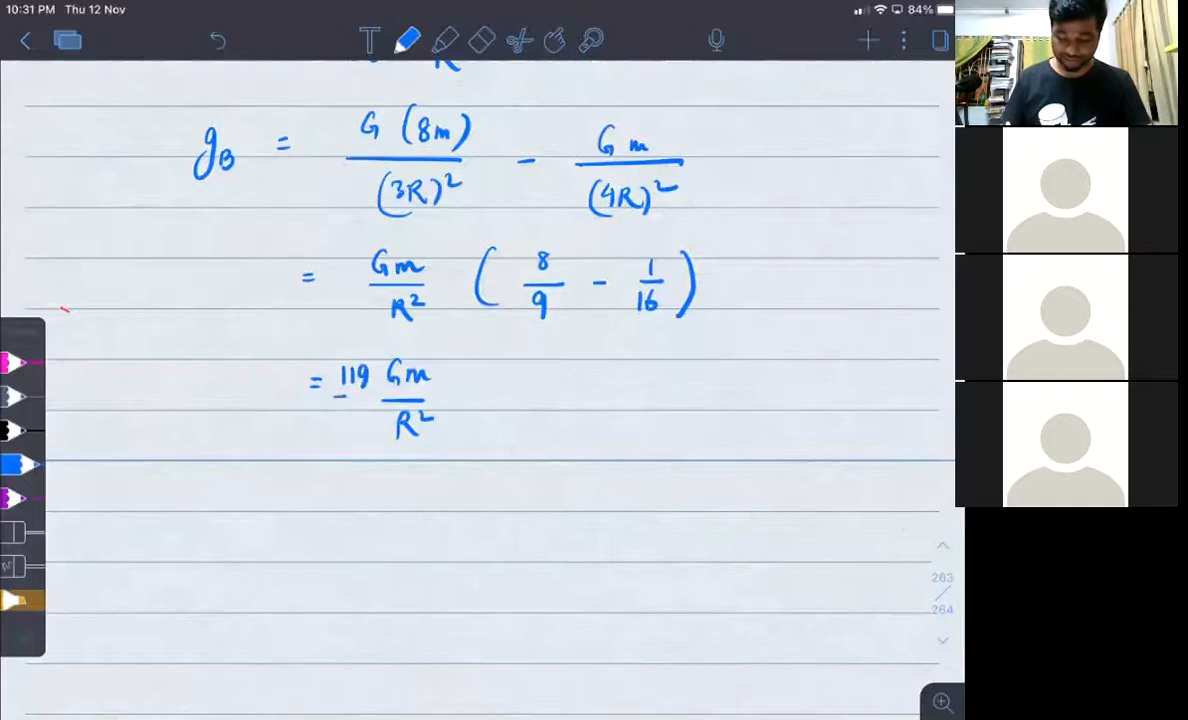 10:31 PM Thu 12 Nov
84%
R
g_B = G (8m) / (3R)² - G m / (4R)²
= Gm / R² ( 8/9 - 1/16 )
= 119 Gm / R²
263
264